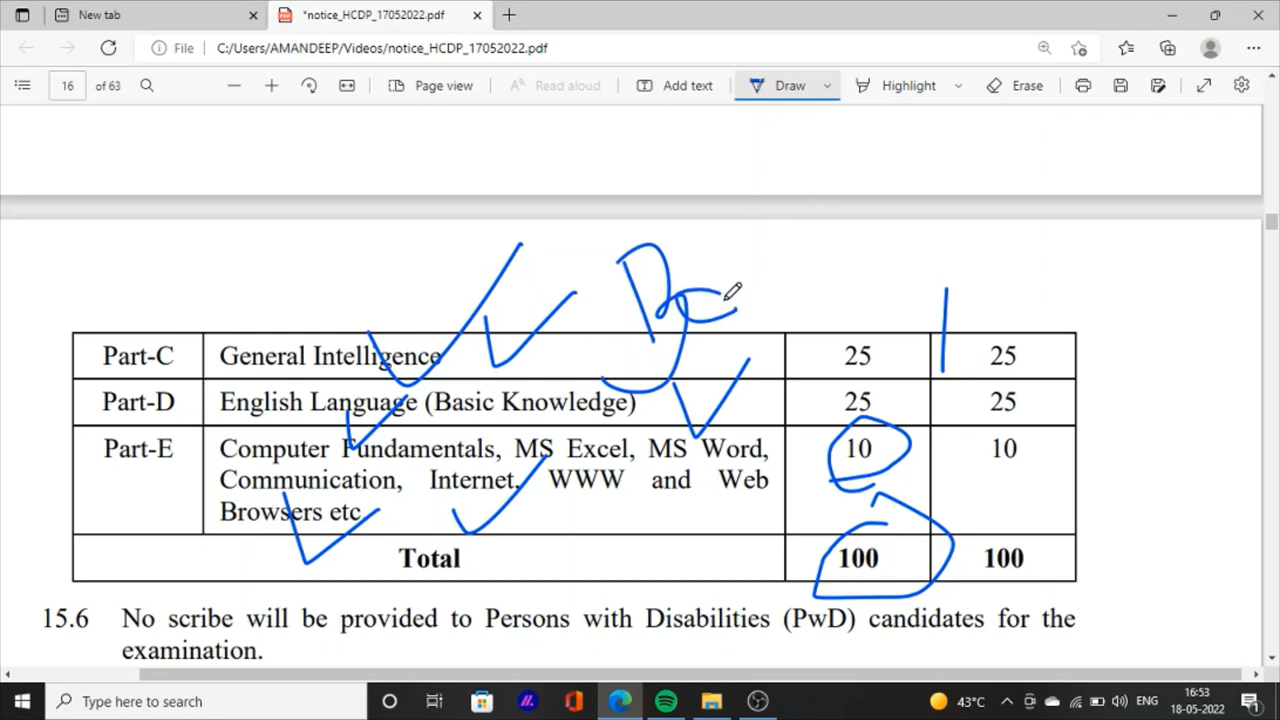 New tab
*notice_HCDP_17052022.pdf
File C:/Users/AMANDEEP/Videos/notice_HCDP_17052022.pdf
16 of 63 Page view Read aloud Add text Draw Highlight Erase
Part-C General Intelligence 25 25
Part-D English Language (Basic Knowledge) 25 25
Part-E Computer Fundamentals, MS Excel, MS Word, 10 10
Communication, Internet, WWW and Web
Browsers etc
Total 100 100
15.6 No scribe will be provided to Persons with Disabilities (PwD) candidates for the
examination.
Type here to search 43°C ENG 16:53
18-05-2022